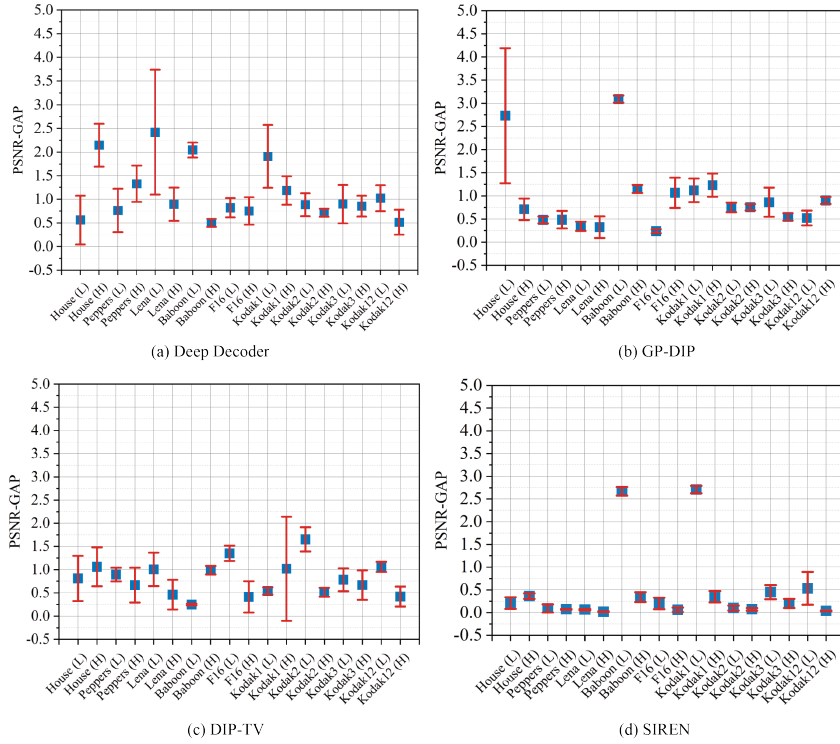 5.0
4.5
4.0
3.5
3.0
2.5
2.0
1.5
1.0
0.5
0.0
-0.5
PSNR-GAP
House (L)
House (H)
Peppers (L)
Peppers (H)
Lena (L)
Lena (H)
Baboon (L)
Baboon (H)
F16 (L)
F16 (H)
Kodak1 (L)
Kodak1 (H)
Kodak2 (L)
Kodak2 (H)
Kodak3 (L)
Kodak3 (H)
Kodak12 (L)
Kodak12 (H)
(a) Deep Decoder
5.0
4.5
4.0
3.5
3.0
2.5
2.0
1.5
1.0
0.5
0.0
-0.5
PSNR-GAP
House (L)
House (H)
Peppers (L)
Peppers (H)
Lena (L)
Lena (H)
Baboon (L)
Baboon (H)
F16 (L)
F16 (H)
Kodak1 (L)
Kodak1 (H)
Kodak2 (L)
Kodak2 (H)
Kodak3 (L)
Kodak3 (H)
Kodak12 (L)
Kodak12 (H)
(b) GP-DIP
5.0
4.5
4.0
3.5
3.0
2.5
2.0
1.5
1.0
0.5
0.0
-0.5
PSNR-GAP
House (L)
House (H)
Peppers (L)
Peppers (H)
Lena (L)
Lena (H)
Baboon (L)
Baboon (H)
F16 (L)
F16 (H)
Kodak1 (L)
Kodak1 (H)
Kodak2 (L)
Kodak2 (H)
Kodak3 (L)
Kodak3 (H)
Kodak12 (L)
Kodak12 (H)
(c) DIP-TV
5.0
4.5
4.0
3.5
3.0
2.5
2.0
1.5
1.0
0.5
0.0
-0.5
PSNR-GAP
House (L)
House (H)
Peppers (L)
Peppers (H)
Lena (L)
Lena (H)
Baboon (L)
Baboon (H)
F16 (L)
F16 (H)
Kodak1 (L)
Kodak1 (H)
Kodak2 (L)
Kodak2 (H)
Kodak3 (L)
Kodak3 (H)
Kodak12 (L)
Kodak12 (H)
(d) SIREN